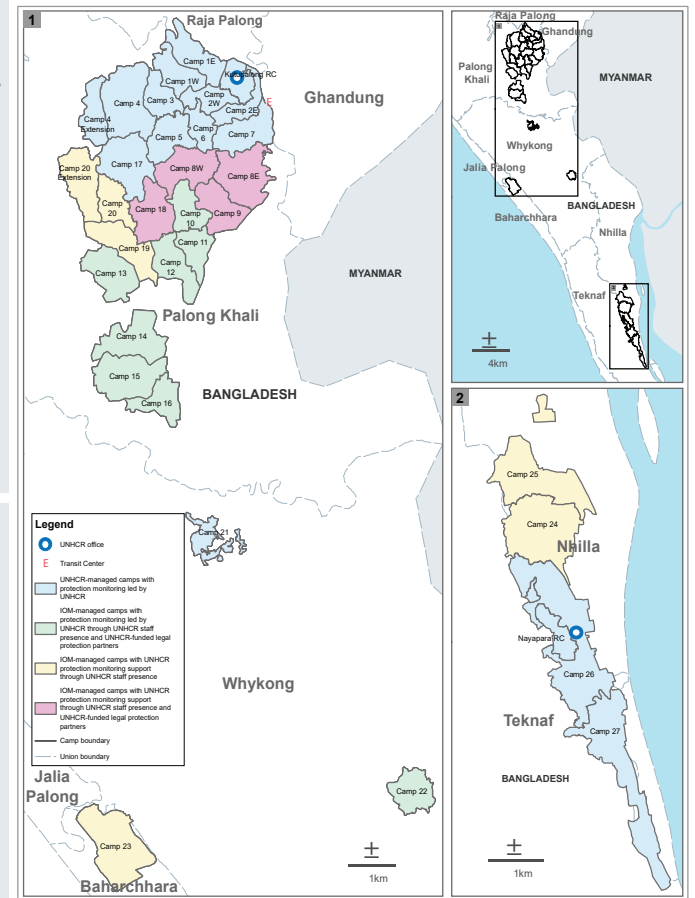 1
Raja Palong
Camp 1E
Kutupalong RC
Camp 1W
E
Camp 4
Camp 3
Camp
2W
Camp 2E
Ghandung
Camp 4
Extension
Camp 5
Camp
6
Camp 7
Camp 17
Camp 8W
Camp 8E
Camp 20
Extension
Camp
20
Camp 18
Camp
10
Camp 9
Camp 19
Camp 11
Camp
12
Camp 13
MYANMAR
Palong Khali
Camp 14
Camp 15
Camp 16
BANGLADESH
Camp 21
Legend
UNHCR office
E Transit Center
UNHCR-managed camps with
protection monitoring led by
UNHCR
IOM-managed camps with
protection monitoring led by
UNHCR through UNHCR staff
presence and UNHCR-funded legal
protection partners
IOM-managed camps with UNHCR
protection monitoring support
through UNHCR staff presence
IOM-managed camps with UNHCR
protection monitoring support
through UNHCR staff presence and
UNHCR-funded legal protection
partners
Camp boundary
Union boundary
Whykong
Jalia
Palong
Camp 22
Camp 23
Baharchhara
1km
Raja Palong
Ghandung
Palong
Khali
MYANMAR
Whykong
Jalia Palong
BANGLADESH
Baharchhara
Nhilla
Teknaf
4km
2
Camp 25
Camp 24
Nhilla
Nayapara RC
Camp 26
Teknaf
Camp 27
BANGLADESH
1km